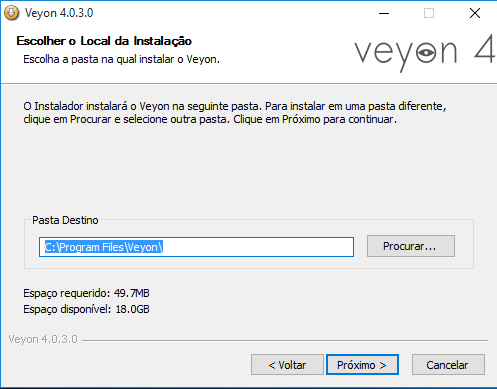 Veyon 4.0.3.0
Escolher o Local da Instalação
Escolha a pasta na qual instalar o Veyon.
veyon 4
O Instalador instalará o Veyon na seguinte pasta. Para instalar em uma pasta diferente,
clique em Procurar e selecione outra pasta. Clique em Próximo para continuar.
Pasta Destino
C:\Program Files\Veyon\
Procurar...
Espaço requerido: 49.7MB
Espaço disponível: 18.0GB
Veyon 4.0.3.0
< Voltar
Próximo >
Cancelar